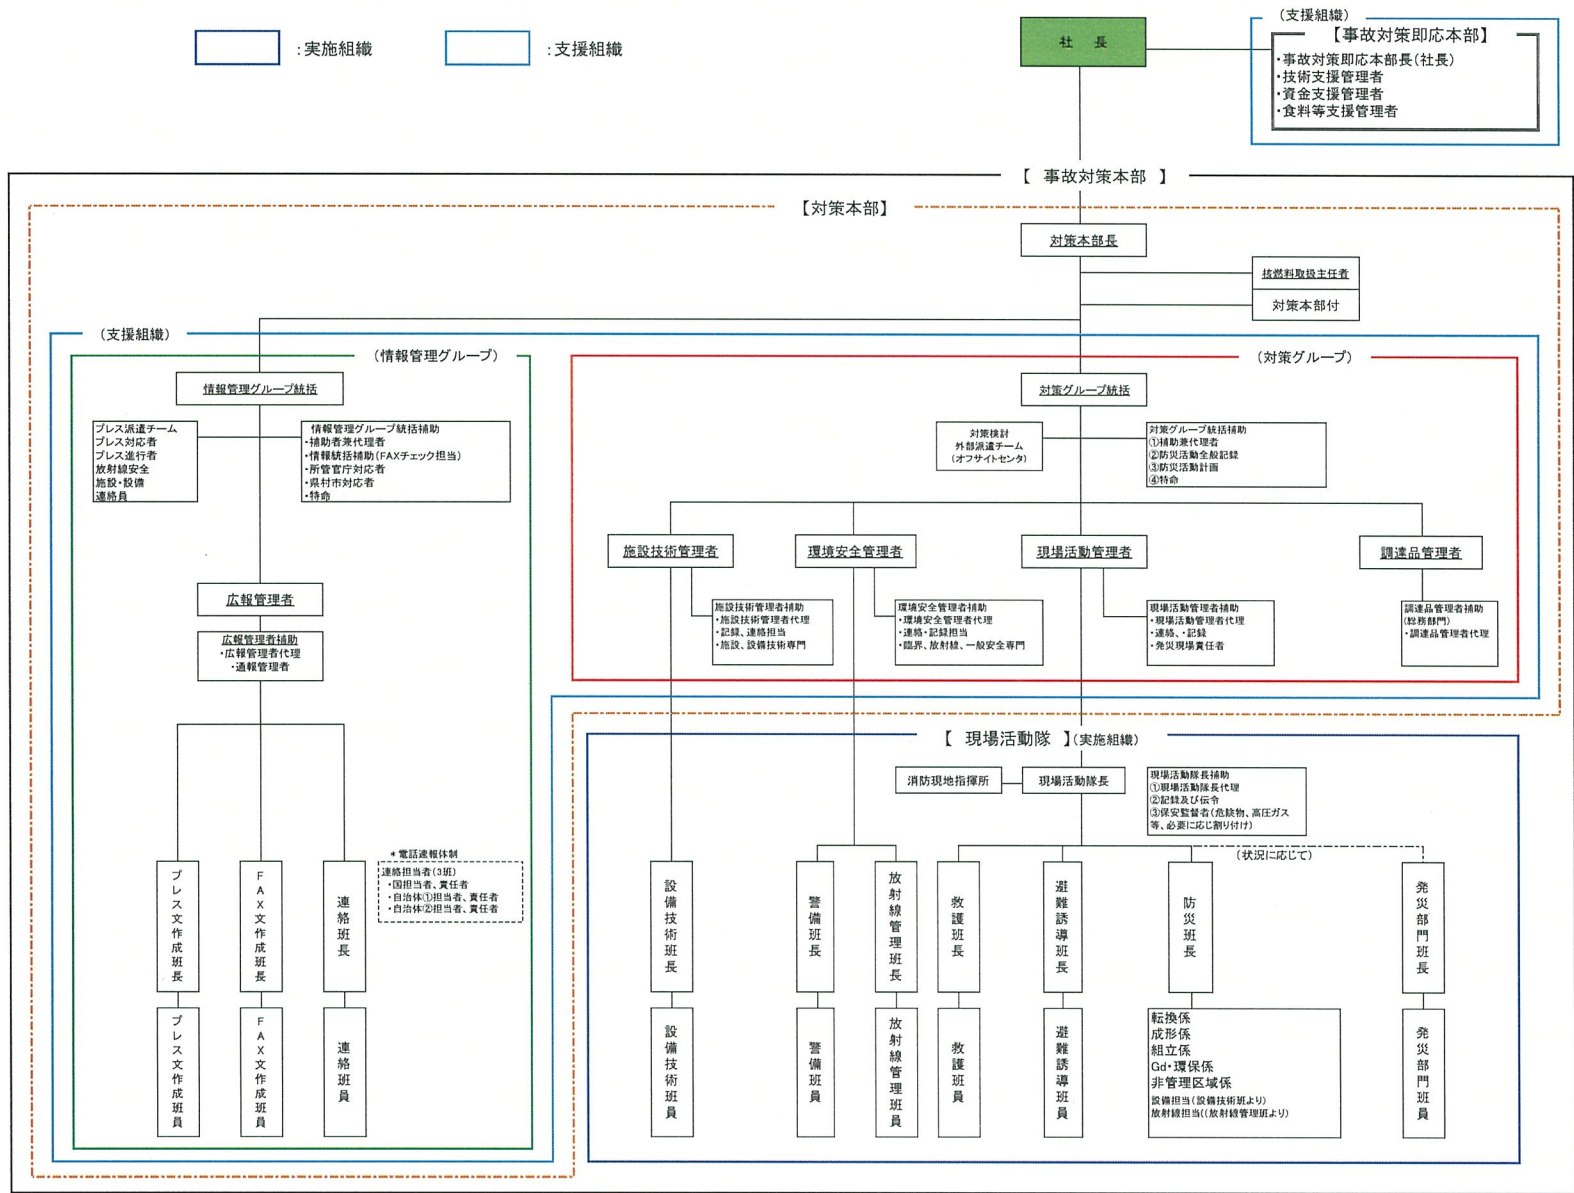 ：実施組織
：支援組織
社　長
（支援組織）
【事故対策即応本部】
・事故対策即応本部長（社長）
・技術支援管理者
・資金支援管理者
・食料等支援管理者
【　事故対策本部　】
【対策本部】
対策本部長
核燃料取扱主任者
対策本部付
（支援組織）
（情報管理グループ）
情報管理グループ統括
プレス派遣チーム
プレス対応者
プレス進行者
放射線安全
施設・設備
連絡員
情報管理グループ統括補助
・補助者兼代理者
・情報統括補助（FAXチェック担当）
・所管官庁対応者
・県村市対応者
・特命
広報管理者
広報管理者補助
・広報管理者代理
・通報管理者
＊電話速報体制
連絡担当者（3班）
・国担当者、責任者
・自治体①担当者、責任者
・自治体②担当者、責任者
プレス文作成班長
FAX文作成班長
連絡班長
プレス文作成班員
FAX文作成班員
連絡班員
（対策グループ）
対策グループ統括
対策検討
外部派遣チーム
（オフサイトセンタ）
対策グループ統括補助
①補助兼代理者
②防災活動全般記録
③防災活動計画
④特命
施設技術管理者
環境安全管理者
現場活動管理者
調達品管理者
施設技術管理者補助
・施設技術管理者代理
・記録、連絡担当
・施設、設備技術専門
環境安全管理者補助
・環境安全管理者代理
・連絡・記録担当
・臨界、放射線、一般安全専門
現場活動管理者補助
・現場活動管理者代理
・連絡、・記録
・発災現場責任者
調達品管理者補助
（総務部門）
・調達品管理者代理
【　現場活動隊　】（実施組織）
消防現地指揮所
現場活動隊長
現場活動隊長補助
①現場活動隊長代理
②記録及び伝令
③保安監督者（危険物、高圧ガス
等、必要に応じ割り付け）
（状況に応じて）
設備技術班長
警備班長
放射線管理班長
救護班長
避難誘導班長
防災班長
発災部門班長
設備技術班員
警備班員
放射線管理班員
救護班員
避難誘導班員
転換係
成形係
組立係
Gd・環保係
非管理区域係
設備担当（設備技術班より）
放射線担当（（放射線管理班より）
発災部門班員